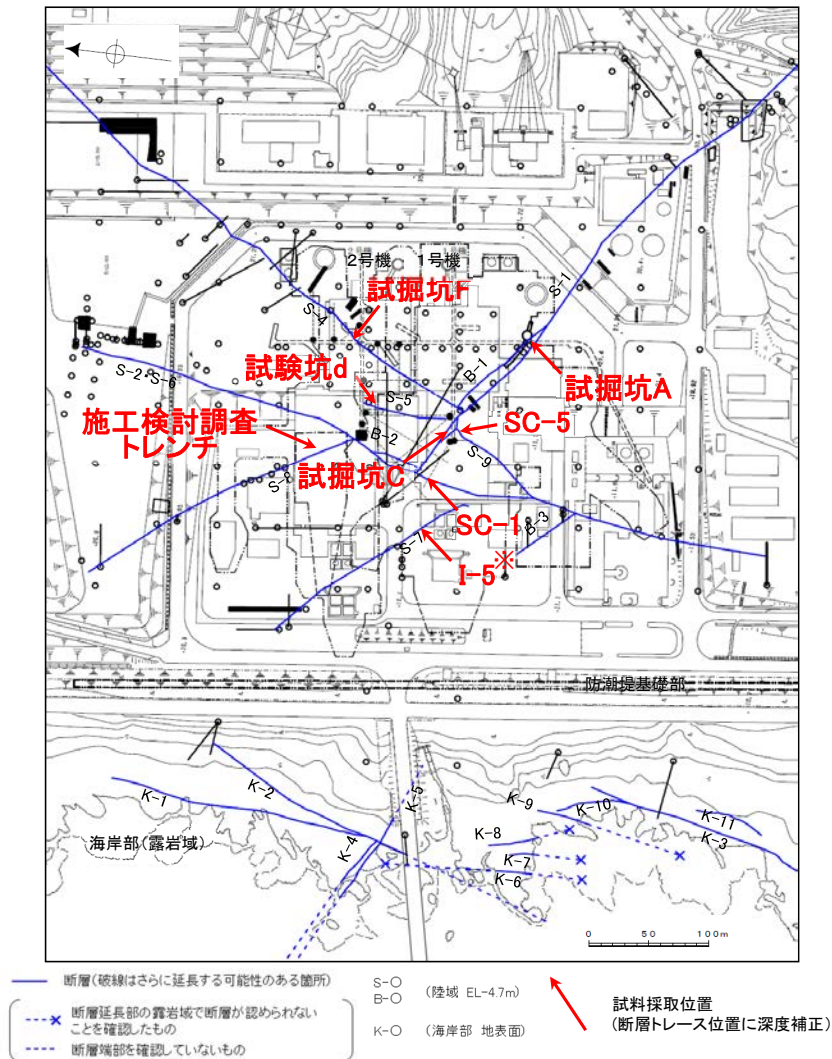 2号機
1号機
試掘坑F
S-1
S-4
試験坑d
B-1
試掘坑A
S-2・S-6
S-5
施工検討調査
トレンチ
B-2
SC-5
試掘坑C
S-9
S-8
SC-1
B-3
S-7
I-5※
防潮堤基礎部
K-1
K-2
K-5
K-9
K-10
K-11
K-8
K-3
海岸部(露岩域)
K-4
K-7
K-6
0 50 100m
断層(破線はさらに延長する可能性のある箇所)
断層延長部の露岩域で断層が認められない
ことを確認したもの
断層端部を確認していないもの
S-○
B-○
(陸域 EL-4.7m)
K-○ (海岸部 地表面)
試料採取位置
(断層トレース位置に深度補正)